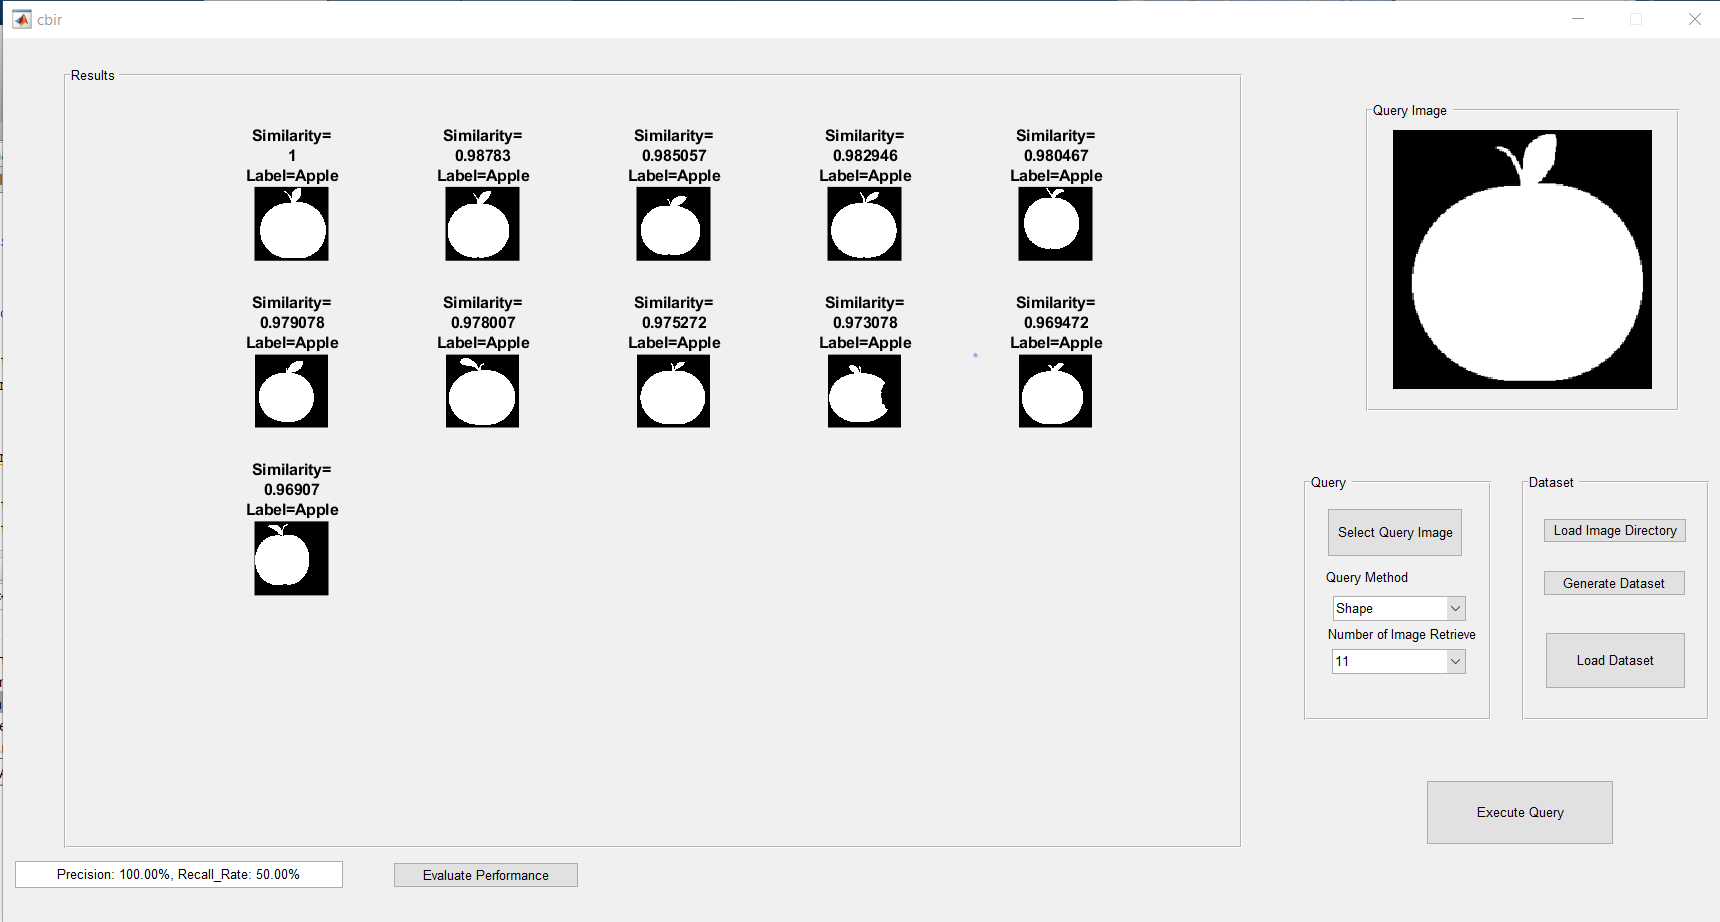 cbir
Results
Similarity=
1
Label=Apple
Similarity=
0.98783
Label=Apple
Similarity=
0.985057
Label=Apple
Similarity=
0.982946
Label=Apple
Similarity=
0.980467
Label=Apple
Similarity=
0.979078
Label=Apple
Similarity=
0.978007
Label=Apple
Similarity=
0.975272
Label=Apple
Similarity=
0.973078
Label=Apple
Similarity=
0.969472
Label=Apple
Similarity=
0.96907
Label=Apple
Query Image
Query
Select Query Image
Query Method
Shape
Number of Image Retrieve
11
Dataset
Load Image Directory
Generate Dataset
Load Dataset
Execute Query
Precision: 100.00%, Recall_Rate: 50.00%
Evaluate Performance